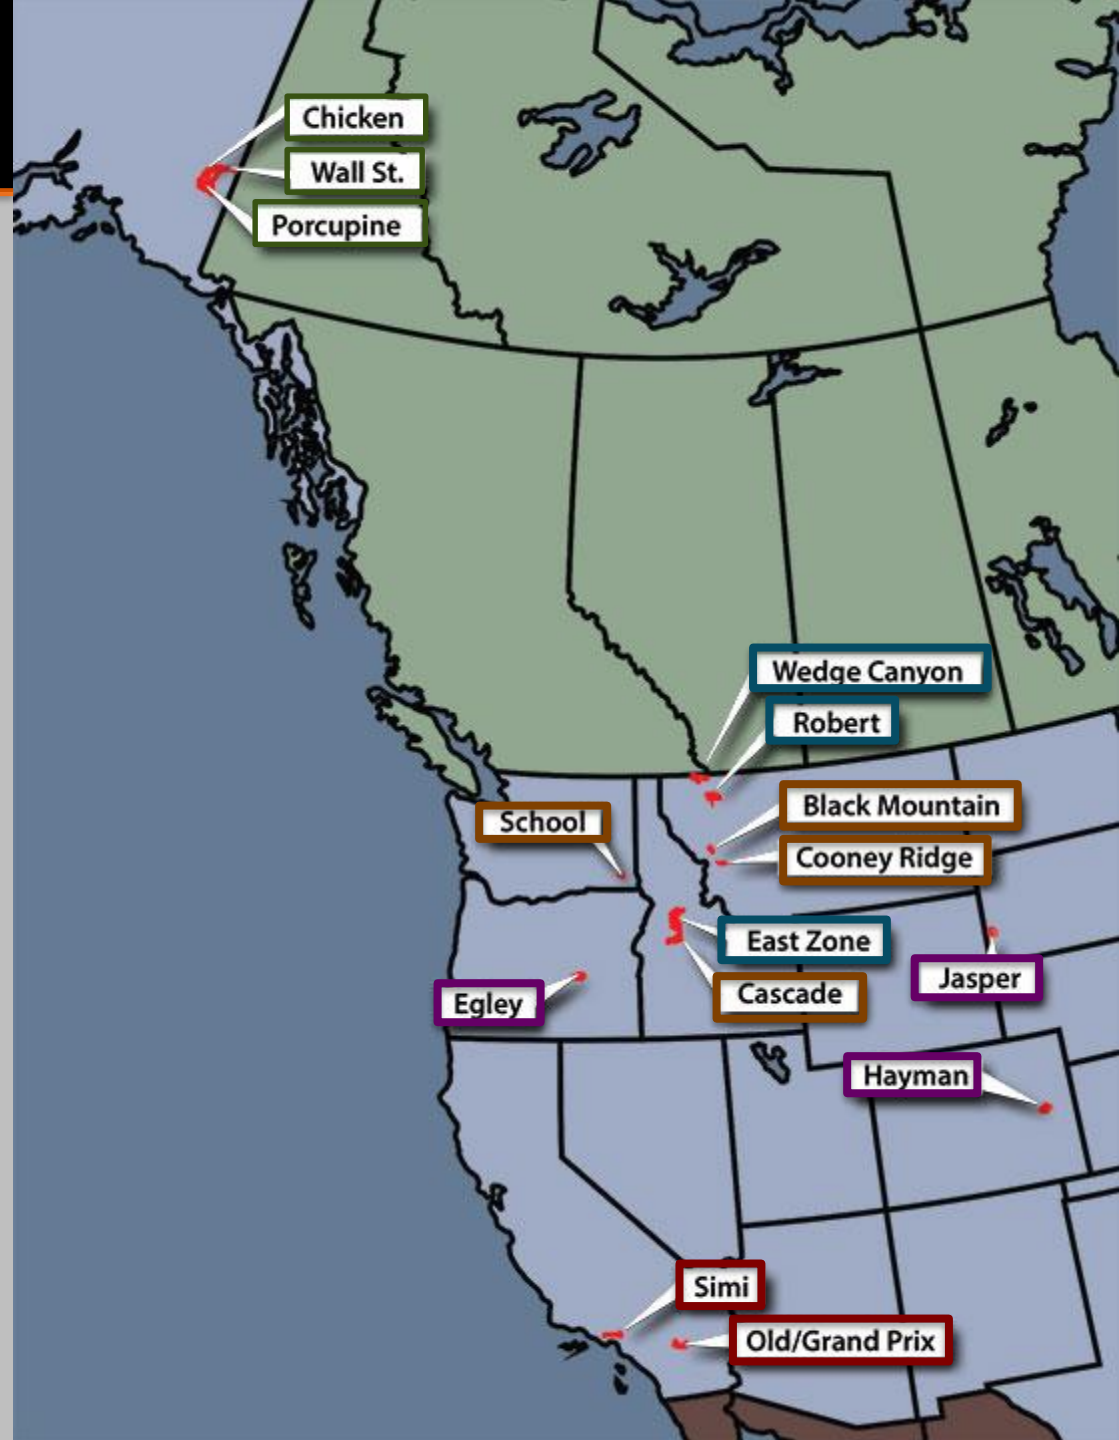 Chicken
Wall St.
Porcupine
Wedge Canyon
Robert
Black Mountain
School
Cooney Ridge
East Zone
Jasper
Cascade
Egley
Hayman
Simi
Old/Grand Prix